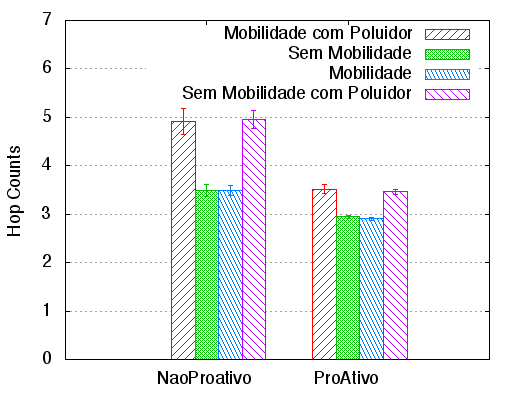 7
6
5
4
3
2
1
0
Hop Counts
Mobilidade com Poluidor
Sem Mobilidade
Mobilidade
Sem Mobilidade com Poluidor
NaoProativo ProAtivo